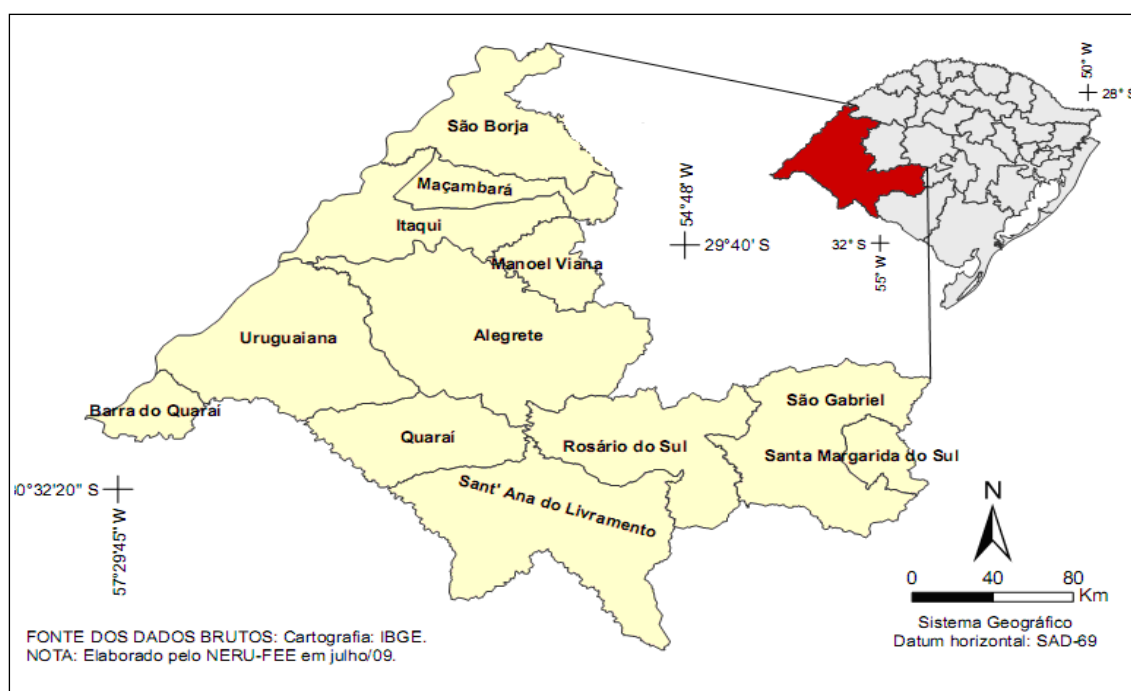 São Borja
Maçambará
Itaqui
Manoel Viana
Uruguaiana
Alegrete
Barra do Quaraí
Quaraí
Rosário do Sul
São Gabriel
Santa Margarida do Sul
Sant' Ana do Livramento
50° W
28° S
54°48' W
29°40' S
32° S
55° W
0°32'20" S
57°29'45" W
N
0 40 80
Km
Sistema Geográfico
Datum horizontal: SAD-69
FONTE DOS DADOS BRUTOS: Cartografia: IBGE.
NOTA: Elaborado pelo NERU-FEE em julho/09.